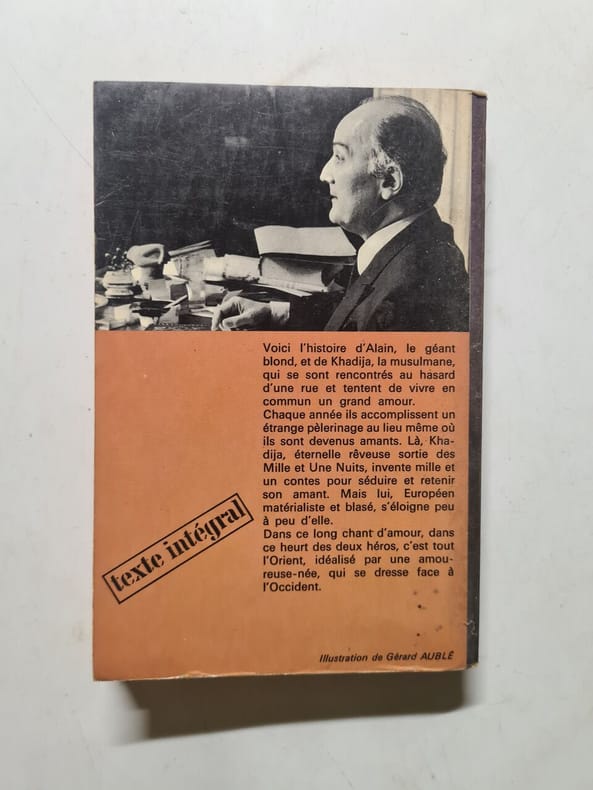 Voici l'histoire d'Alain, le géant
blond, et de Khadija, la musulmane,
qui se sont rencontrés au hasard
d'une rue et tentent de vivre en
commun un grand amour.
Chaque année ils accomplissent un
étrange pèlerinage au lieu même où
ils sont devenus amants. Là, Kha-
dija, éternelle rêveuse sortie des
Mille et Une Nuits, invente mille et
un contes pour séduire et retenir
son amant. Mais lui, Européen
matérialiste et blasé, s'éloigne peu
à peu d'elle.
Dans ce long chant d'amour, dans
ce heurt des deux héros, c'est tout
l'Orient, idéalisé par une amou-
reuse-née, qui se dresse face à
l'Occident.
texte intégral
Illustration de Gérard AUBLÉ